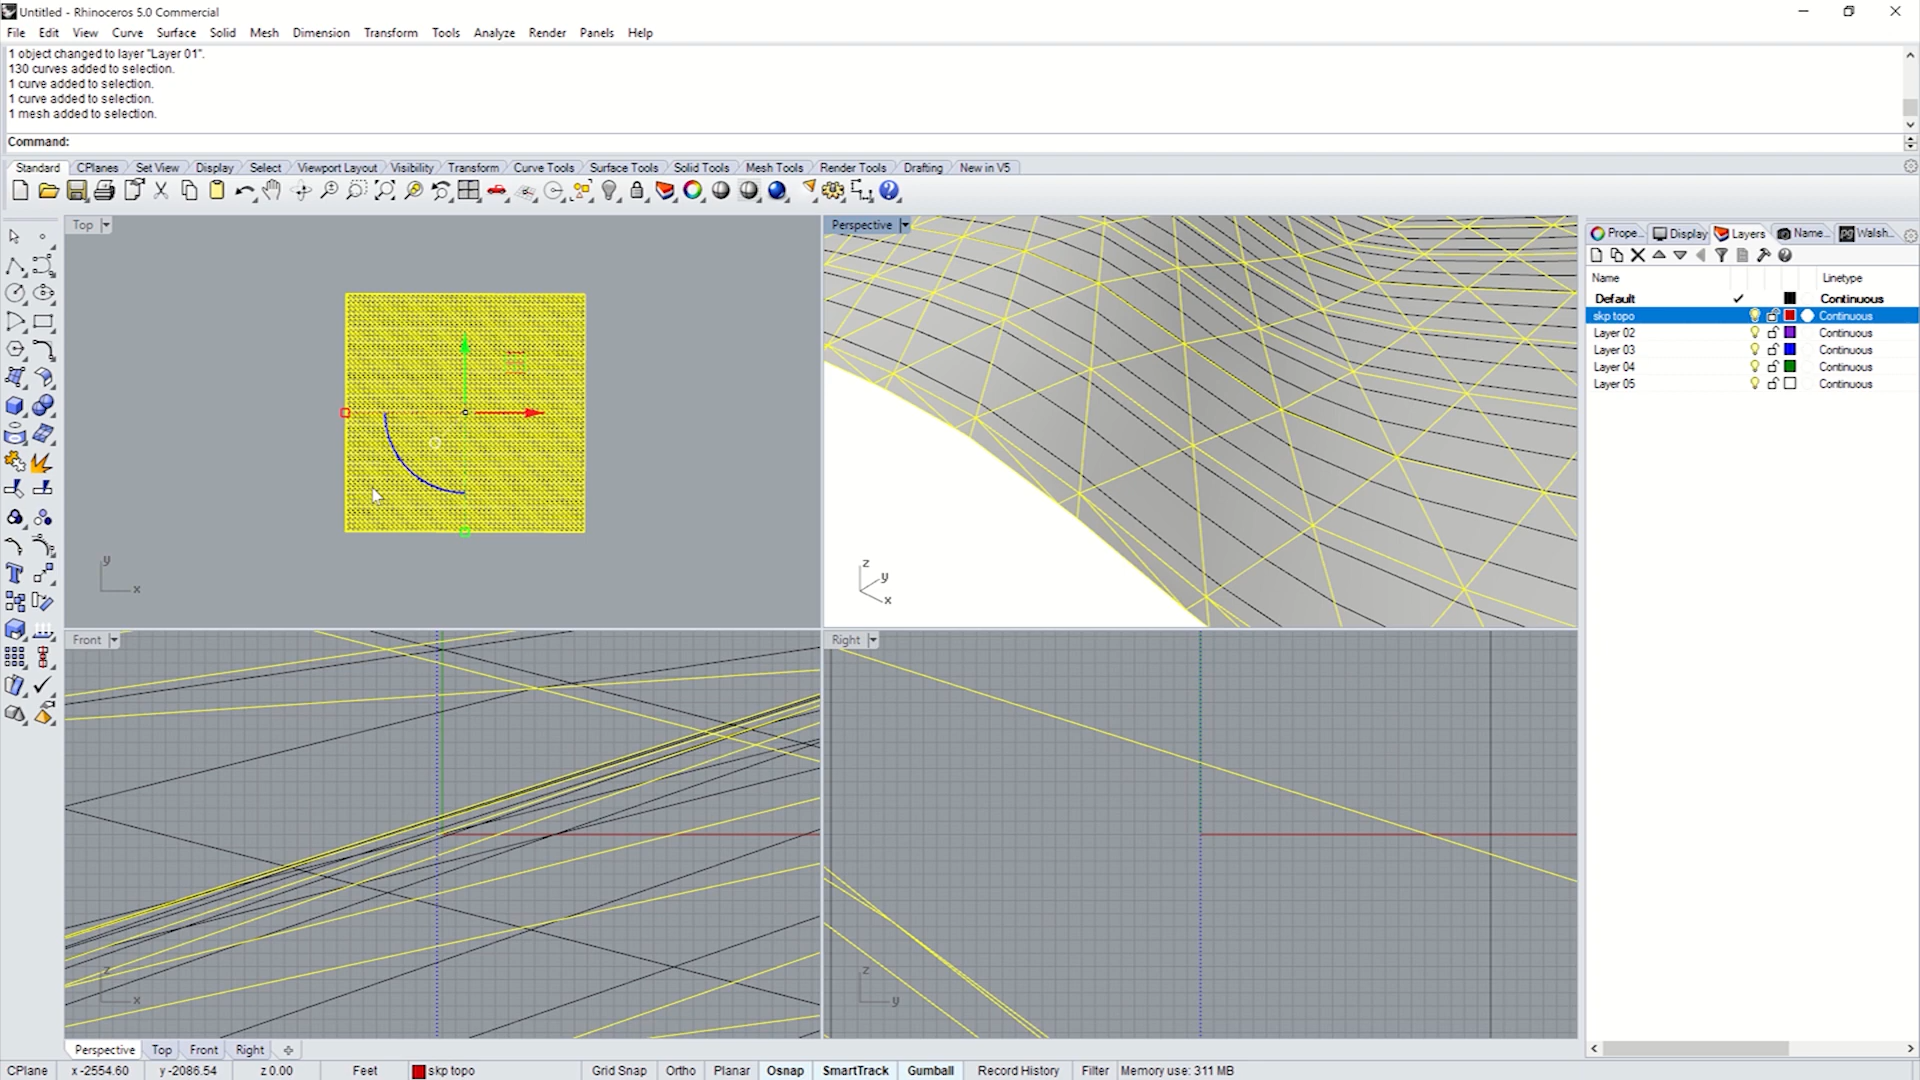 Untitled - Rhinoceros 5.0 Commercial
File Edit View Curve Surface Solid Mesh Dimension Transform Tools Analyze Render Panels Help
1 object changed to layer "Layer 01".
130 curves added to selection.
1 curve added to selection.
1 curve added to selection.
1 mesh added to selection.
Command:
Standard CPlanes Set View Display Select Viewport Layout Visibility Transform Curve Tools Surface Tools Solid Tools Mesh Tools Render Tools Drafting New in V5
Top
Perspective
Prope... Display Layers Name... Walsh...
Name Linetype
Default Continuous
skp topo Continuous
Layer 02 Continuous
Layer 03 Continuous
Layer 04 Continuous
Layer 05 Continuous
y
x
z
y
x
Front
Right
z
x
z
y
Perspective Top Front Right
CPlane x -2554.60 y -2086.54 z 0.00 Feet skp topo Grid Snap Ortho Planar Osnap SmartTrack Gumball Record History Filter Memory use: 311 MB